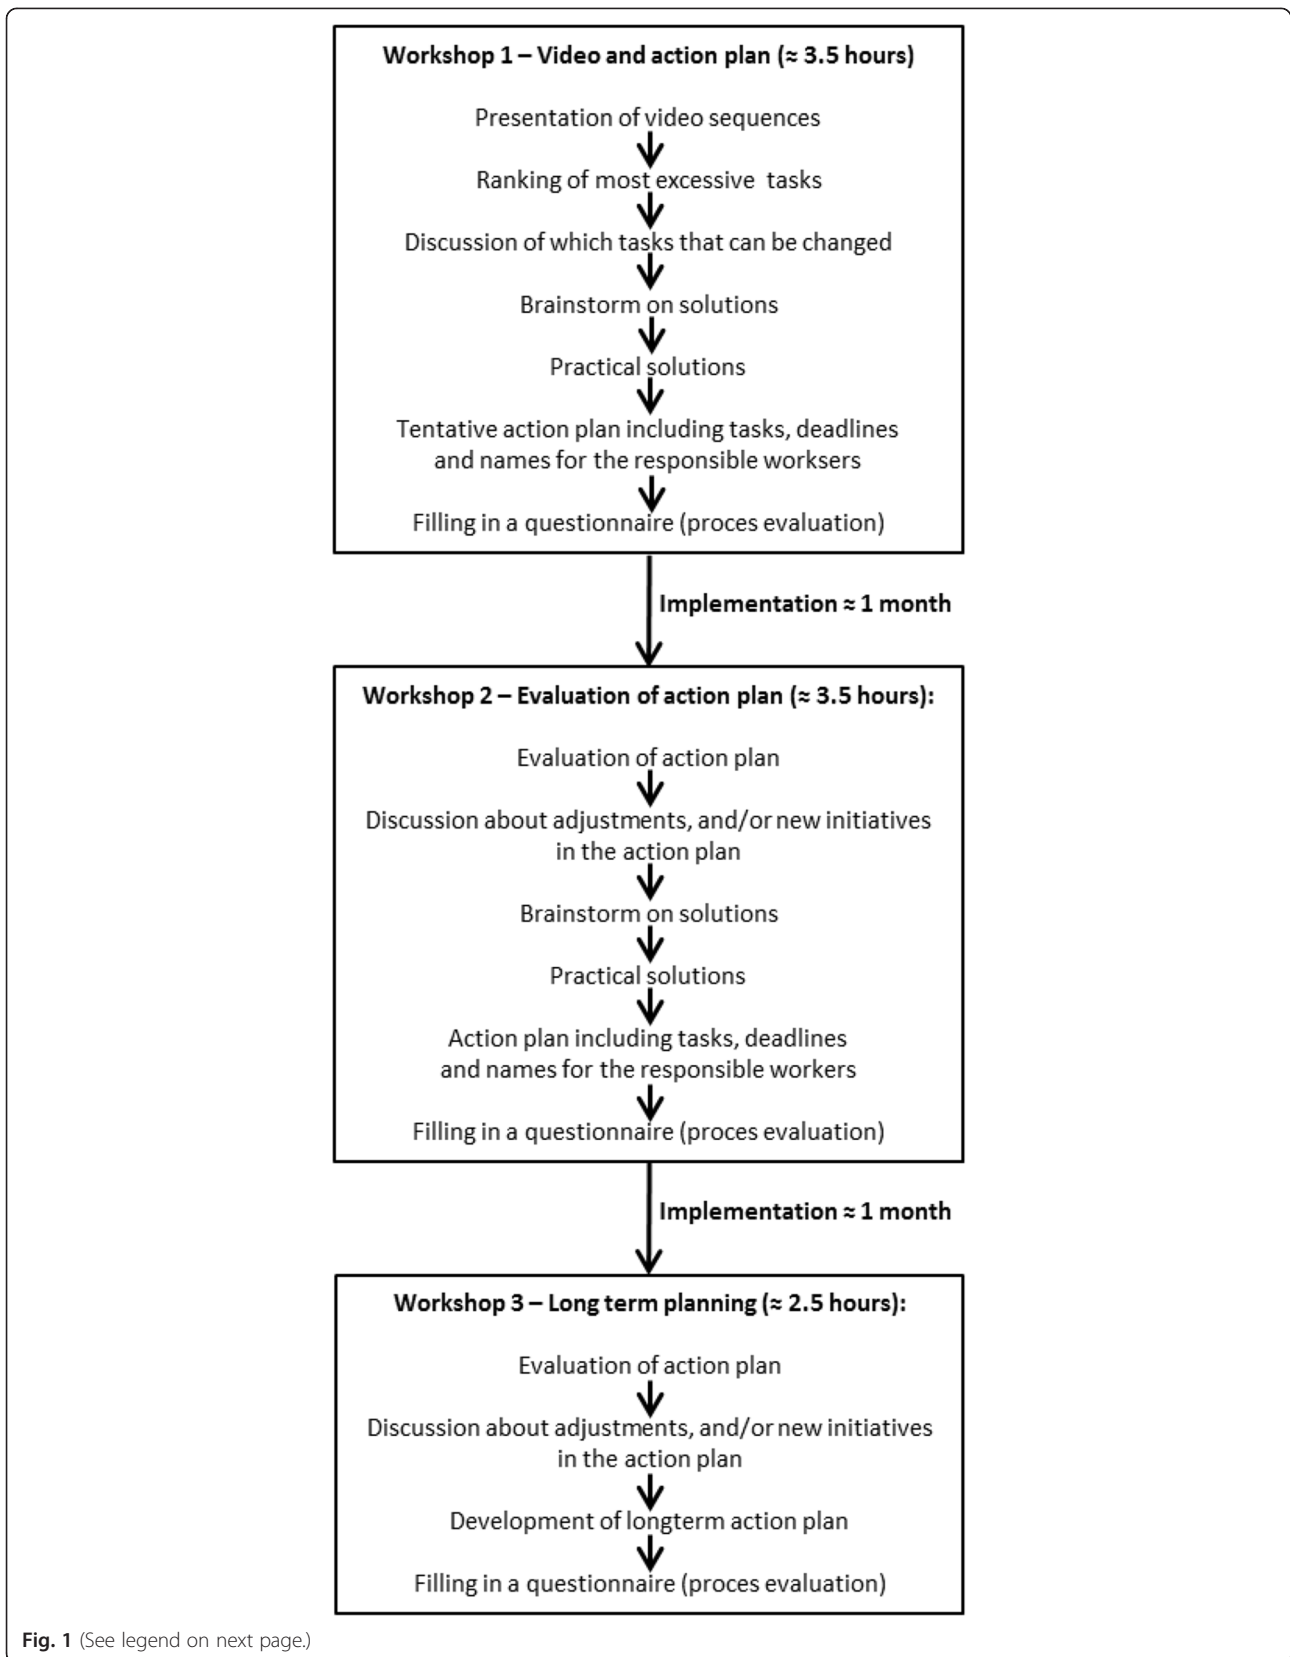 Workshop 1 – Video and action plan (≈ 3.5 hours)
Presentation of video sequences
Ranking of most excessive tasks
Discussion of which tasks that can be changed
Brainstorm on solutions
Practical solutions
Tentative action plan including tasks, deadlines
and names for the responsible worksers
Filling in a questionnaire (proces evaluation)
Implementation ≈ 1 month
Workshop 2 – Evaluation of action plan (≈ 3.5 hours):
Evaluation of action plan
Discussion about adjustments, and/or new initiatives
in the action plan
Brainstorm on solutions
Practical solutions
Action plan including tasks, deadlines
and names for the responsible workers
Filling in a questionnaire (proces evaluation)
Implementation ≈ 1 month
Workshop 3 – Long term planning (≈ 2.5 hours):
Evaluation of action plan
Discussion about adjustments, and/or new initiatives
in the action plan
Development of longterm action plan
Filling in a questionnaire (proces evaluation)
Fig. 1 (See legend on next page.)